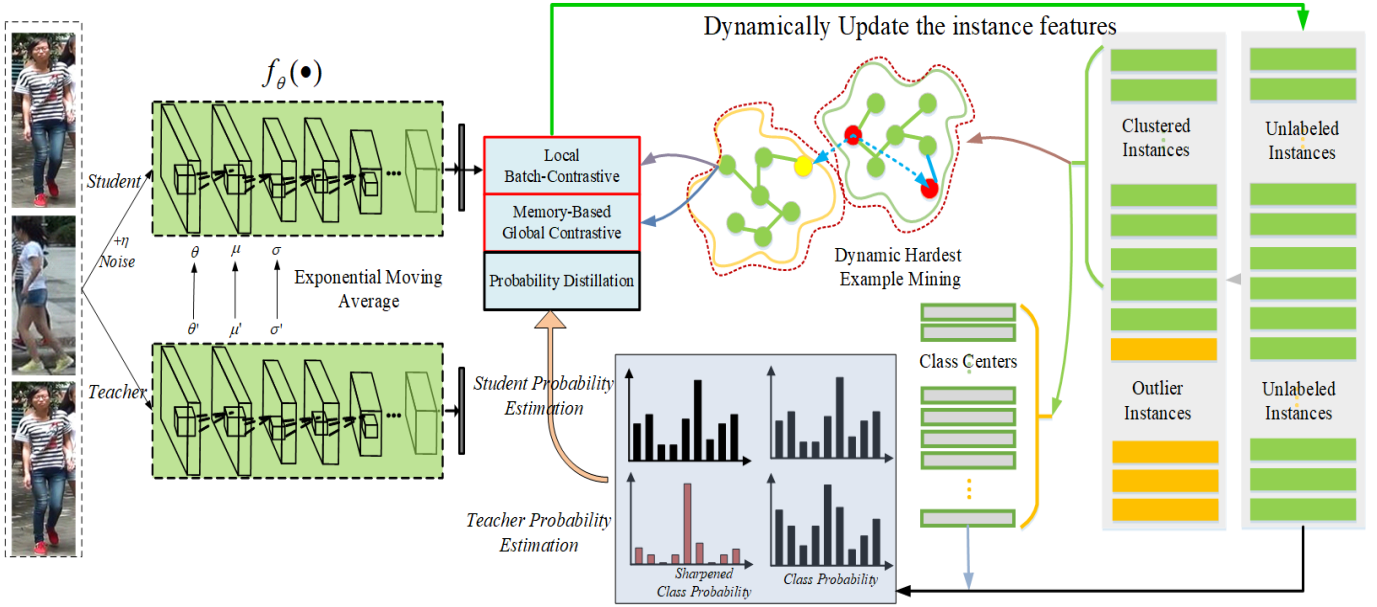 Dynamically Update the instance features
fθ(•)
Student
+η
Noise
Teacher
θ μ σ
Exponential Moving
Average
θ' μ' σ'
Local
Batch-Contrastive
Memory-Based
Global Contrastive
Probability Distillation
Dynamic Hardest
Example Mining
Clustered
Instances
Unlabeled
Instances
Outlier
Instances
Unlabeled
Instances
Class Centers
Student Probability
Estimation
Teacher Probability
Estimation
Sharpened
Class Probability
Class Probability